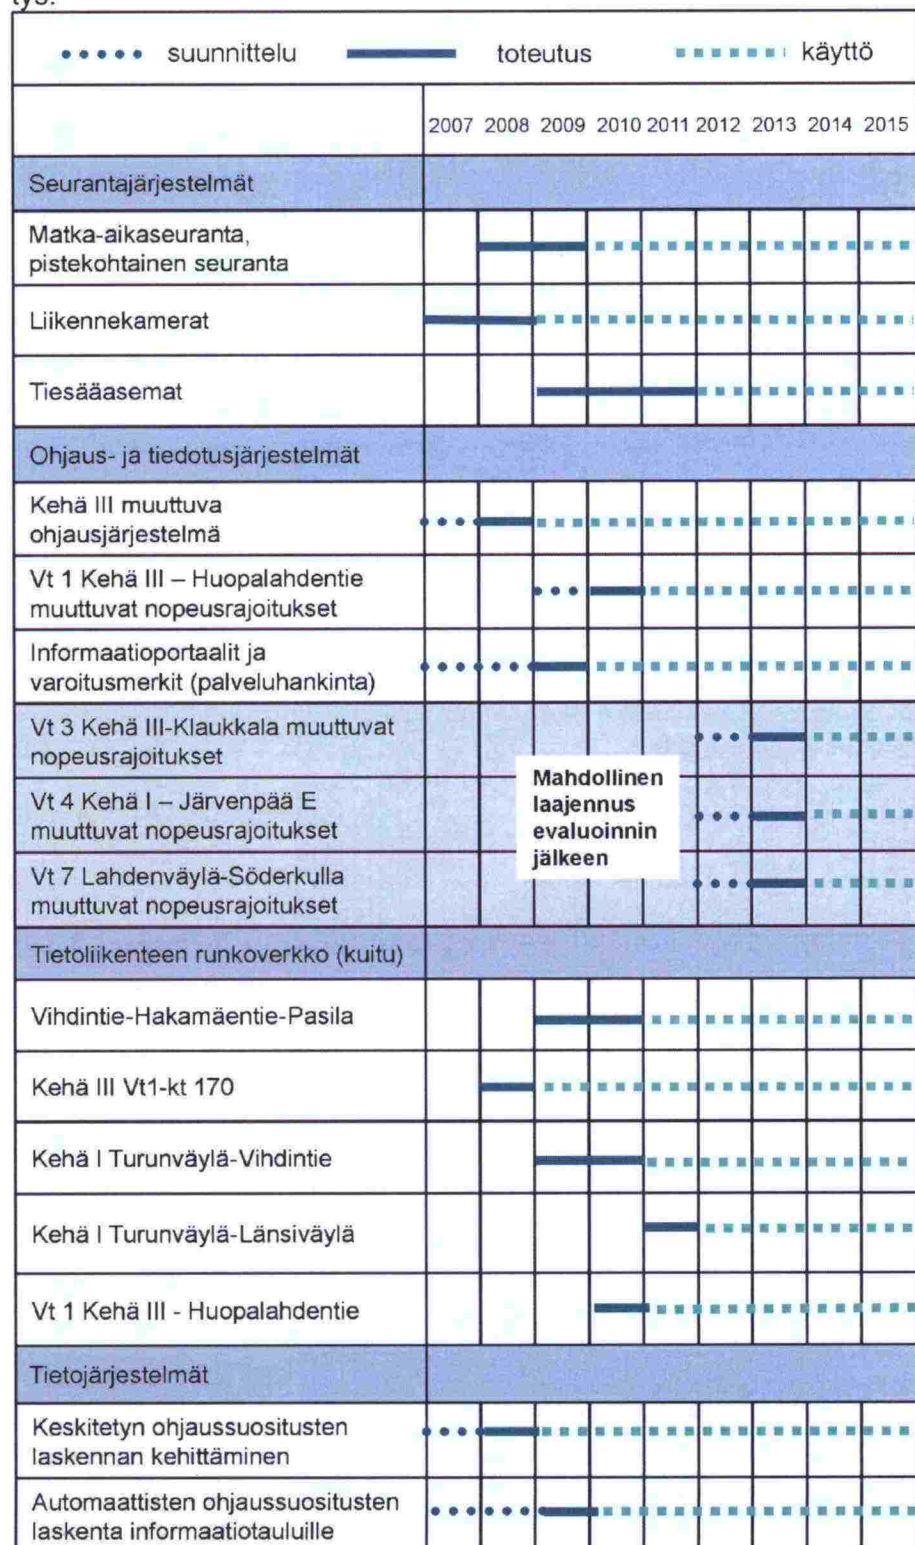 tys.
suunnittelu toteutus käyttö
2007 2008 2009 2010 2011 2012 2013 2014 2015
Seurantajärjestelmät
Matka-aikaseuranta,
pistekohtainen seuranta
Liikennekamerat
Tiesääasemat
Ohjaus- ja tiedotusjärjestelmät
Kehä III muuttuva
ohjausjärjestelmä
Vt 1 Kehä III – Huopalahdentie
muuttuvat nopeusrajoitukset
Informaatioportaalit ja
varoitusmerkit (palveluhankinta)
Vt 3 Kehä III-Klaukkala muuttuvat
nopeusrajoitukset
Vt 4 Kehä I – Järvenpää E
muuttuvat nopeusrajoitukset
Vt 7 Lahdenväylä-Söderkulla
muuttuvat nopeusrajoitukset
Mahdollinen
laajennus
evaluoinnin
jälkeen
Tietoliikenteen runkoverkko (kuitu)
Vihdintie-Hakamäentie-Pasila
Kehä III Vt1-kt 170
Kehä I Turunväylä-Vihdintie
Kehä I Turunväylä-Länsiväylä
Vt 1 Kehä III - Huopalahdentie
Tietojärjestelmät
Keskitetyn ohjaussuositusten
laskennan kehittäminen
Automaattisten ohjaussuositusten
laskenta informaatiotauluille